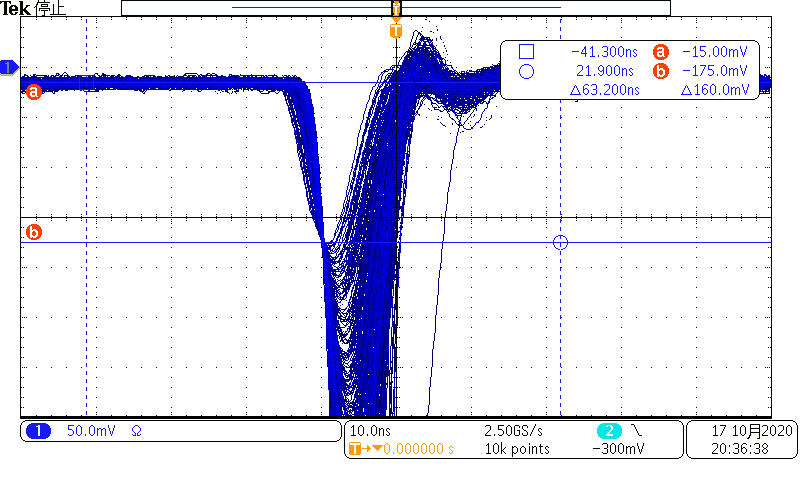 Tek 停止
T
T
1
−41.300ns a −15.00mV
21.900ns b −175.0mV
△63.200ns △160.0mV
a
b
1 50.0mV Ω
10.0ns 2.50GS/s 2
T→▼0.000000 s 10k points −300mV
17 10月2020
20:36:38